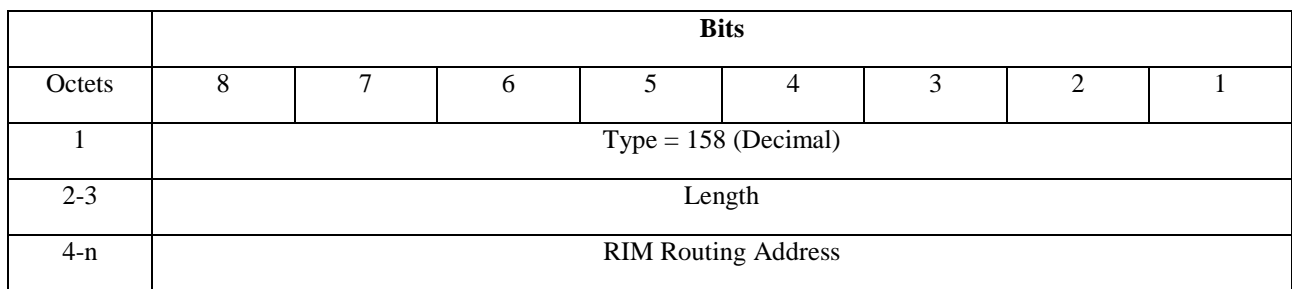 Bits
Octets 8 7 6 5 4 3 2 1
1 Type = 158 (Decimal)
2-3 Length
4-n RIM Routing Address